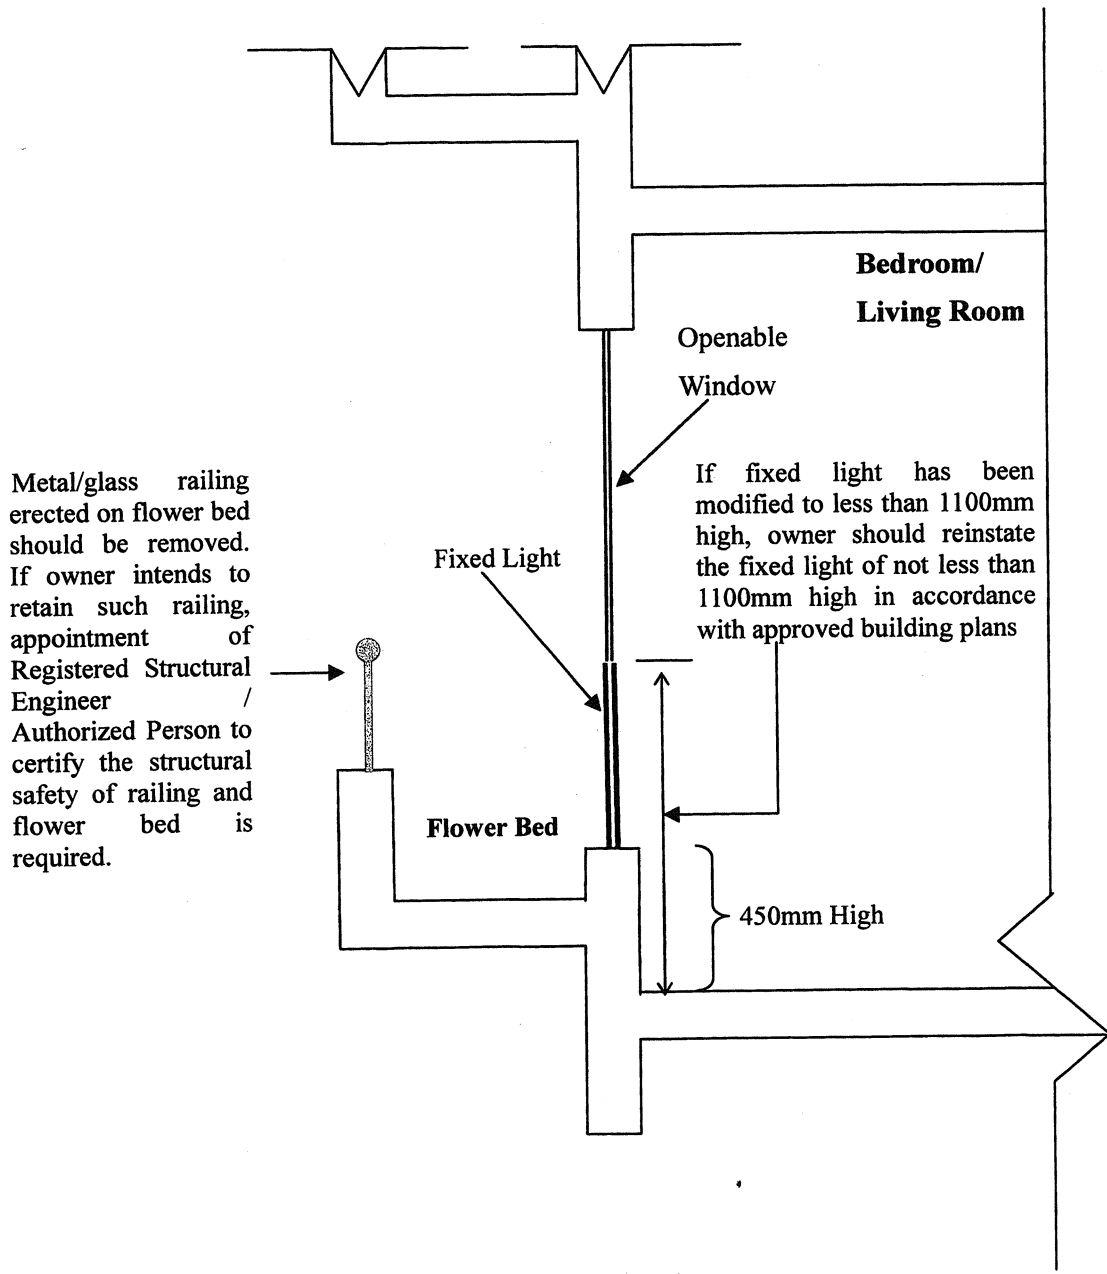 Bedroom/
Living Room
Openable
Window
If fixed light has been
modified to less than 1100mm
high, owner should reinstate
the fixed light of not less than
1100mm high in accordance
with approved building plans
Metal/glass railing
erected on flower bed
should be removed.
If owner intends to
retain such railing,
appointment of
Registered Structural
Engineer /
Authorized Person to
certify the structural
safety of railing and
flower bed is
required.
Fixed Light
Flower Bed
450mm High